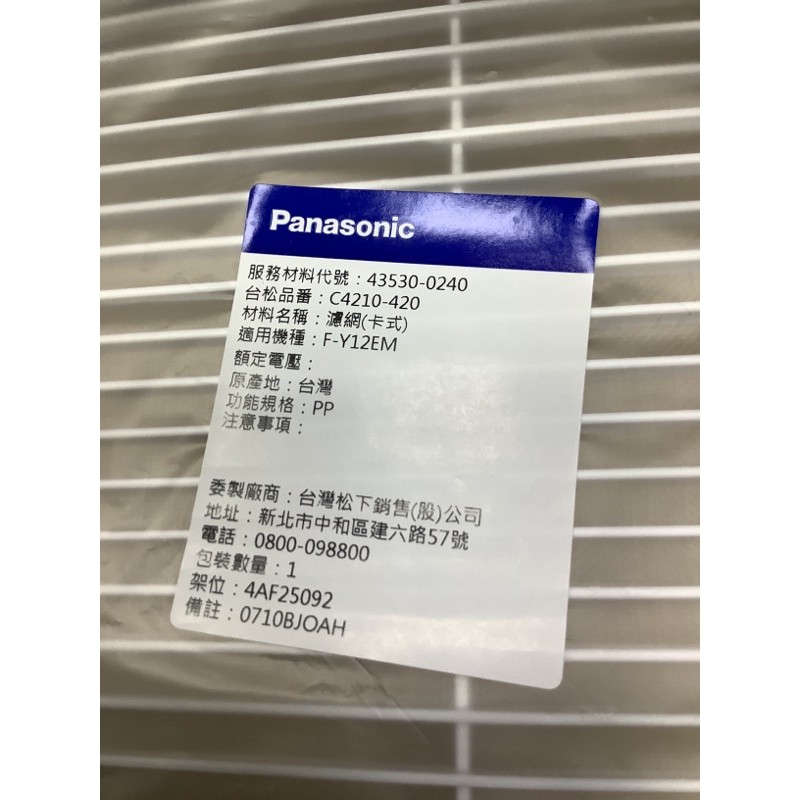 Panasonic
服務材料代號：43530-0240
台松品番：C4210-420
材料名稱：濾網(卡式)
適用機種：F-Y12EM
額定電壓：
原產地：台灣
功能規格：PP
注意事項：
委製廠商：台灣松下銷售(股)公司
地址：新北市中和區建六路57號
電話：0800-098800
包裝數量：1
架位：4AF25092
備註：0710BJOAH